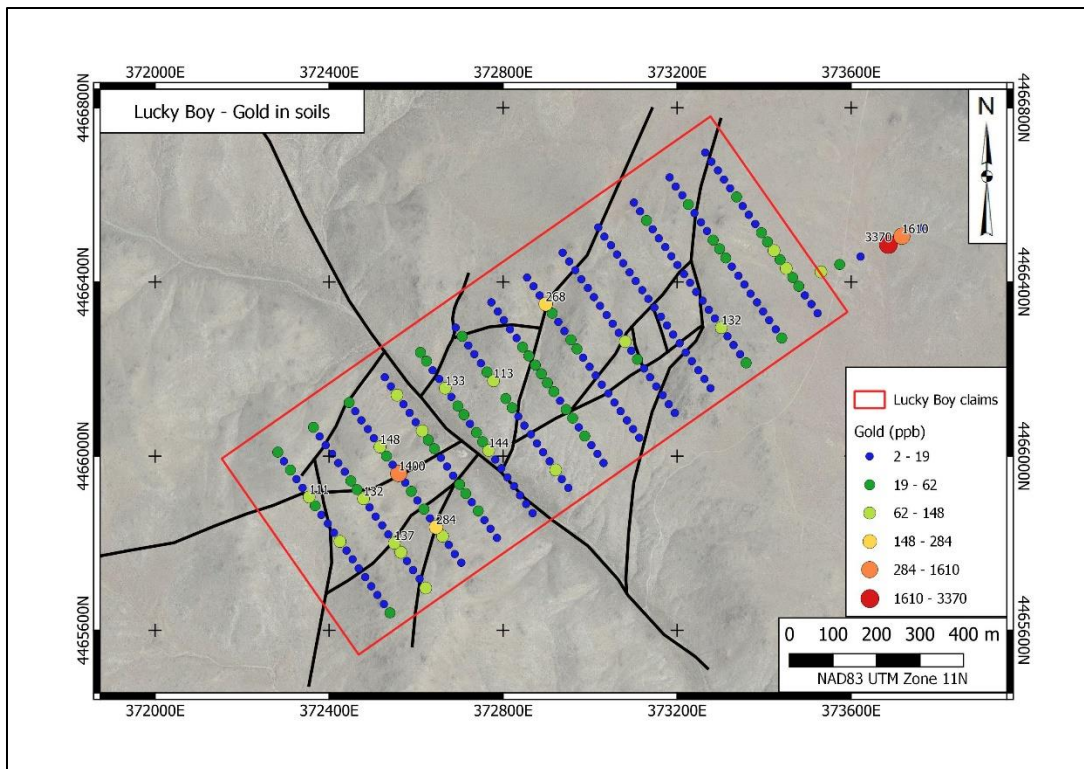 372000E 372400E 372800E 373200E 373600E
4466800N 4466800N
Lucky Boy - Gold in soils
N
3370 1610
4466400N 4466400N
268
132
133
113
148
144
4466000N 4466000N
1400
111
132
284
137
Lucky Boy claims
Gold (ppb)
2 - 19
19 - 62
62 - 148
148 - 284
284 - 1610
1610 - 3370
4465600N 4465600N
0 100 200 300 400 m
NAD83 UTM Zone 11N
372000E 372400E 372800E 373200E 373600E